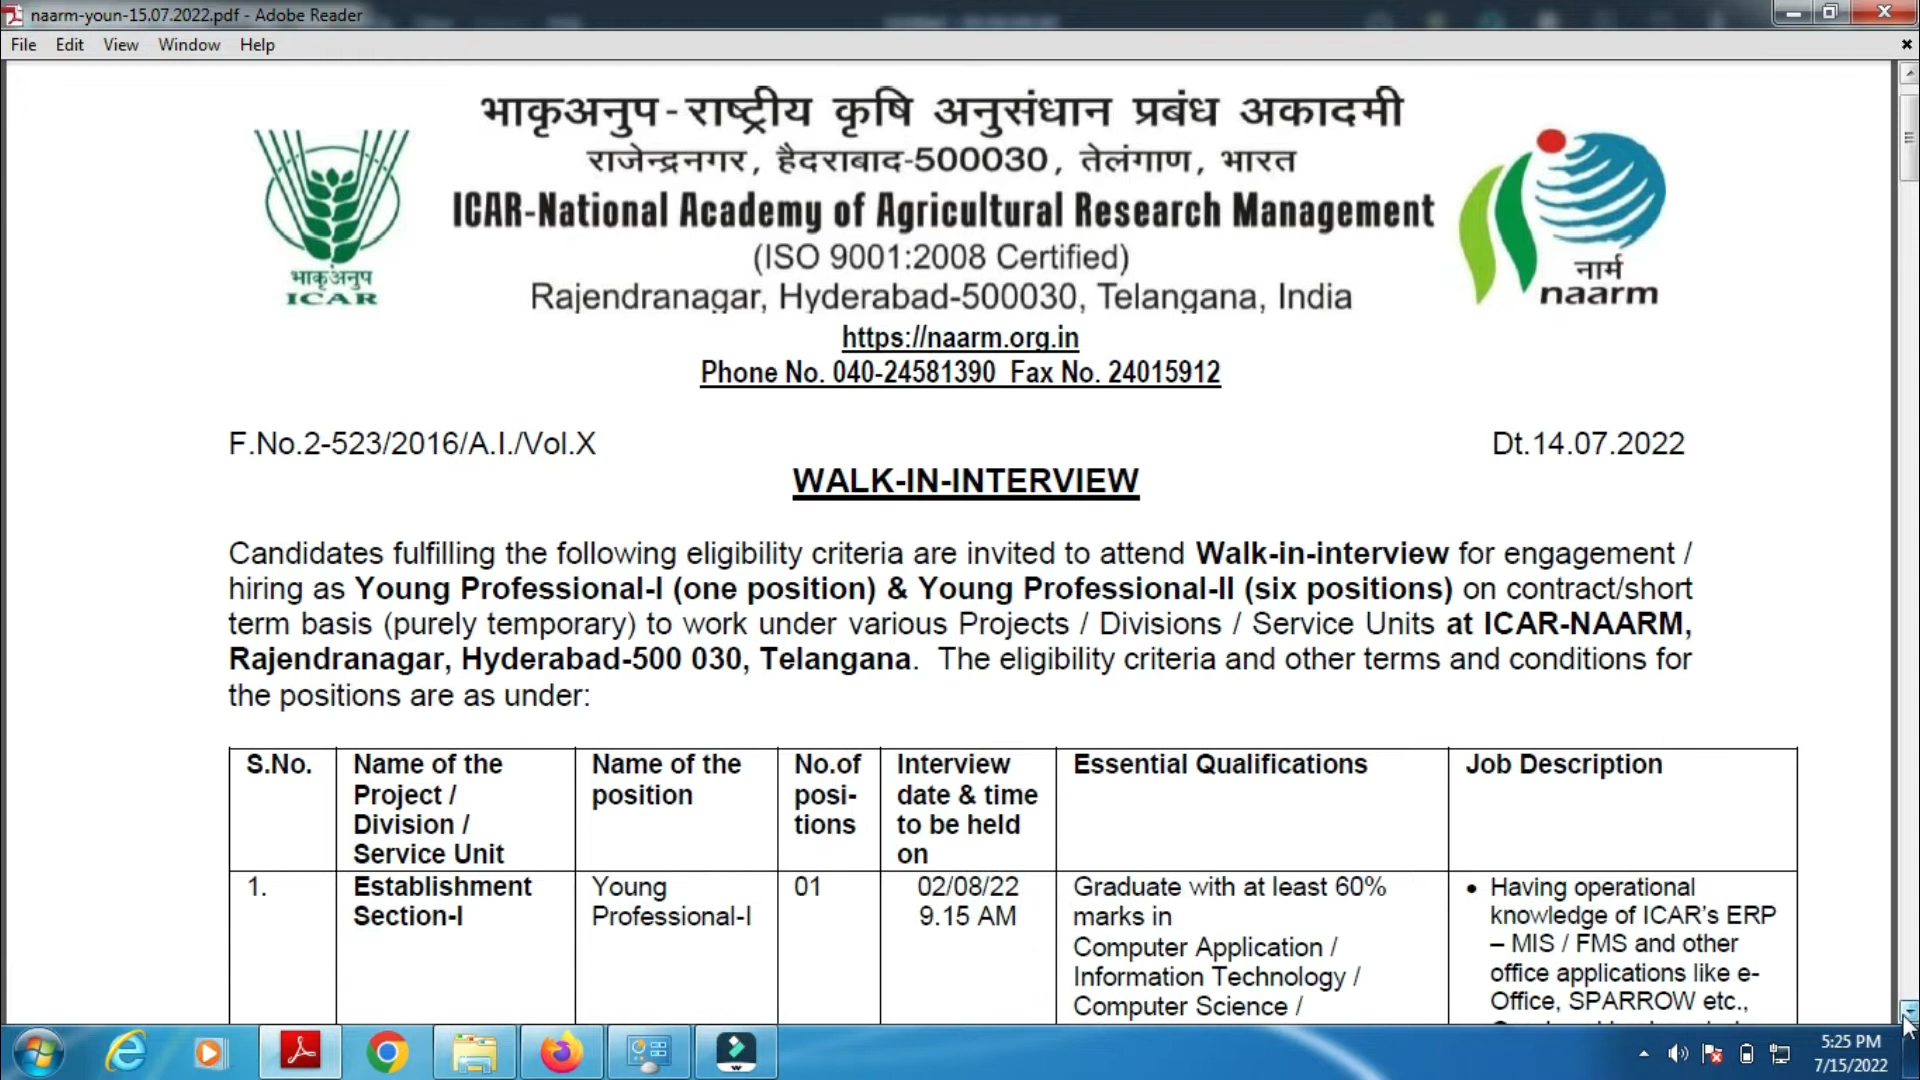 naarm-youn-15.07.2022.pdf - Adobe Reader
File Edit View Window Help
भाकृअनुप-राष्ट्रीय कृषि अनुसंधान प्रबंध अकादमी
राजेन्द्रनगर, हैदराबाद-500030, तेलंगाण, भारत
ICAR-National Academy of Agricultural Research Management
(ISO 9001:2008 Certified)
Rajendranagar, Hyderabad-500030, Telangana, India
भाकृअनुप
ICAR
नार्म
naarm
https://naarm.org.in
Phone No. 040-24581390 Fax No. 24015912
F.No.2-523/2016/A.I./Vol.X Dt.14.07.2022
WALK-IN-INTERVIEW
Candidates fulfilling the following eligibility criteria are invited to attend Walk-in-interview for engagement /
hiring as Young Professional-I (one position) & Young Professional-II (six positions) on contract/short
term basis (purely temporary) to work under various Projects / Divisions / Service Units at ICAR-NAARM,
Rajendranagar, Hyderabad-500 030, Telangana. The eligibility criteria and other terms and conditions for
the positions are as under:
S.No.
Name of the
Project /
Division /
Service Unit
Name of the
position
No.of
posi-
tions
Interview
date & time
to be held
on
Essential Qualifications
Job Description
1.
Establishment
Section-I
Young
Professional-I
01
02/08/22
9.15 AM
Graduate with at least 60%
marks in
Computer Application /
Information Technology /
Computer Science /
• Having operational
knowledge of ICAR's ERP
– MIS / FMS and other
office applications like e-
Office, SPARROW etc.,
5:25 PM
7/15/2022